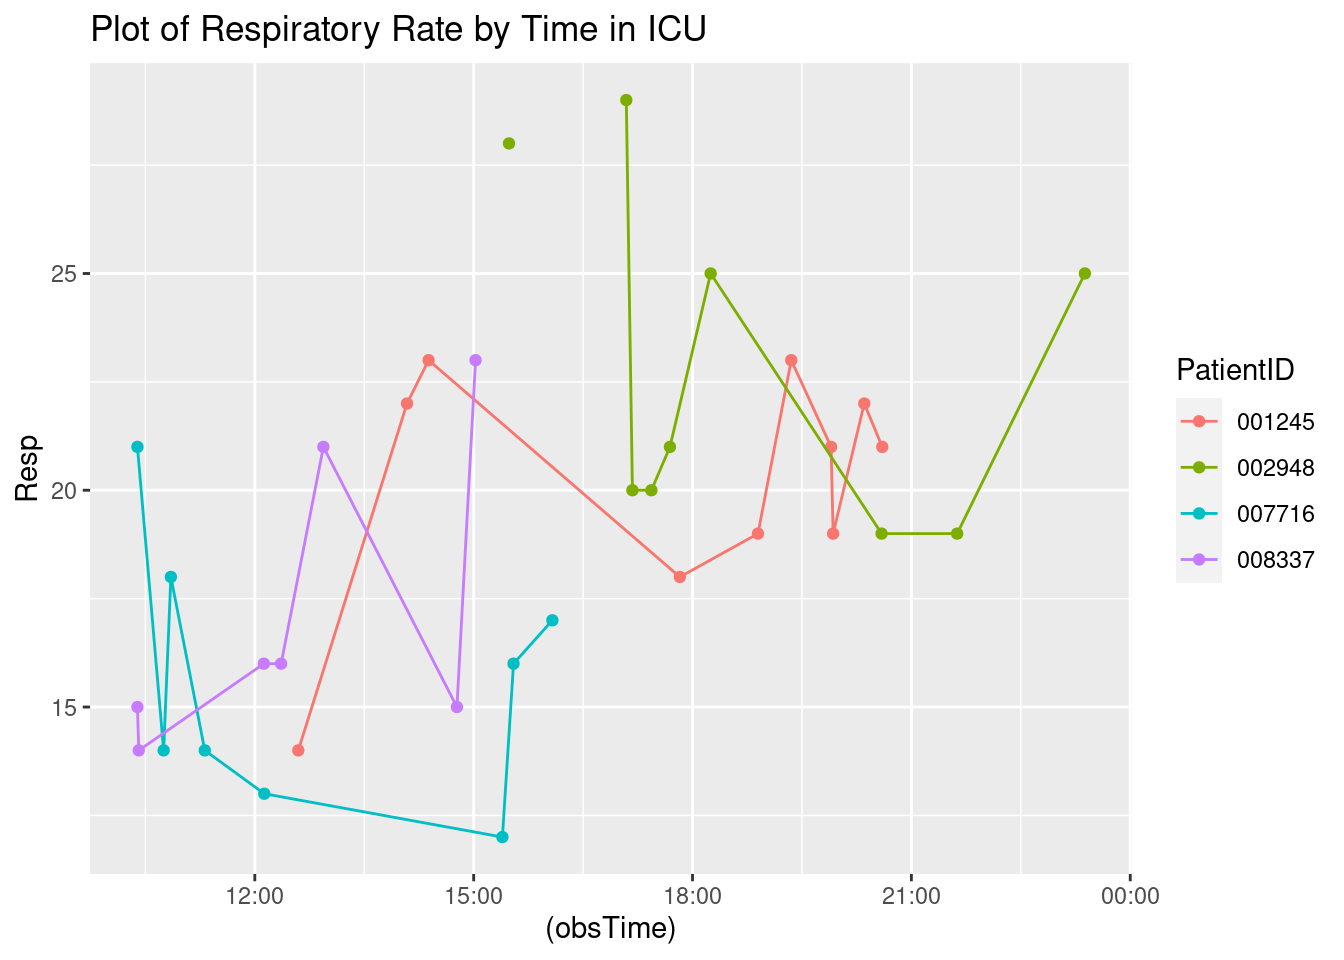 Plot of Respiratory Rate by Time in ICU
Resp
25
20
15
12:00 15:00 18:00 21:00 00:00
(obsTime)
PatientID
001245
002948
007716
008337